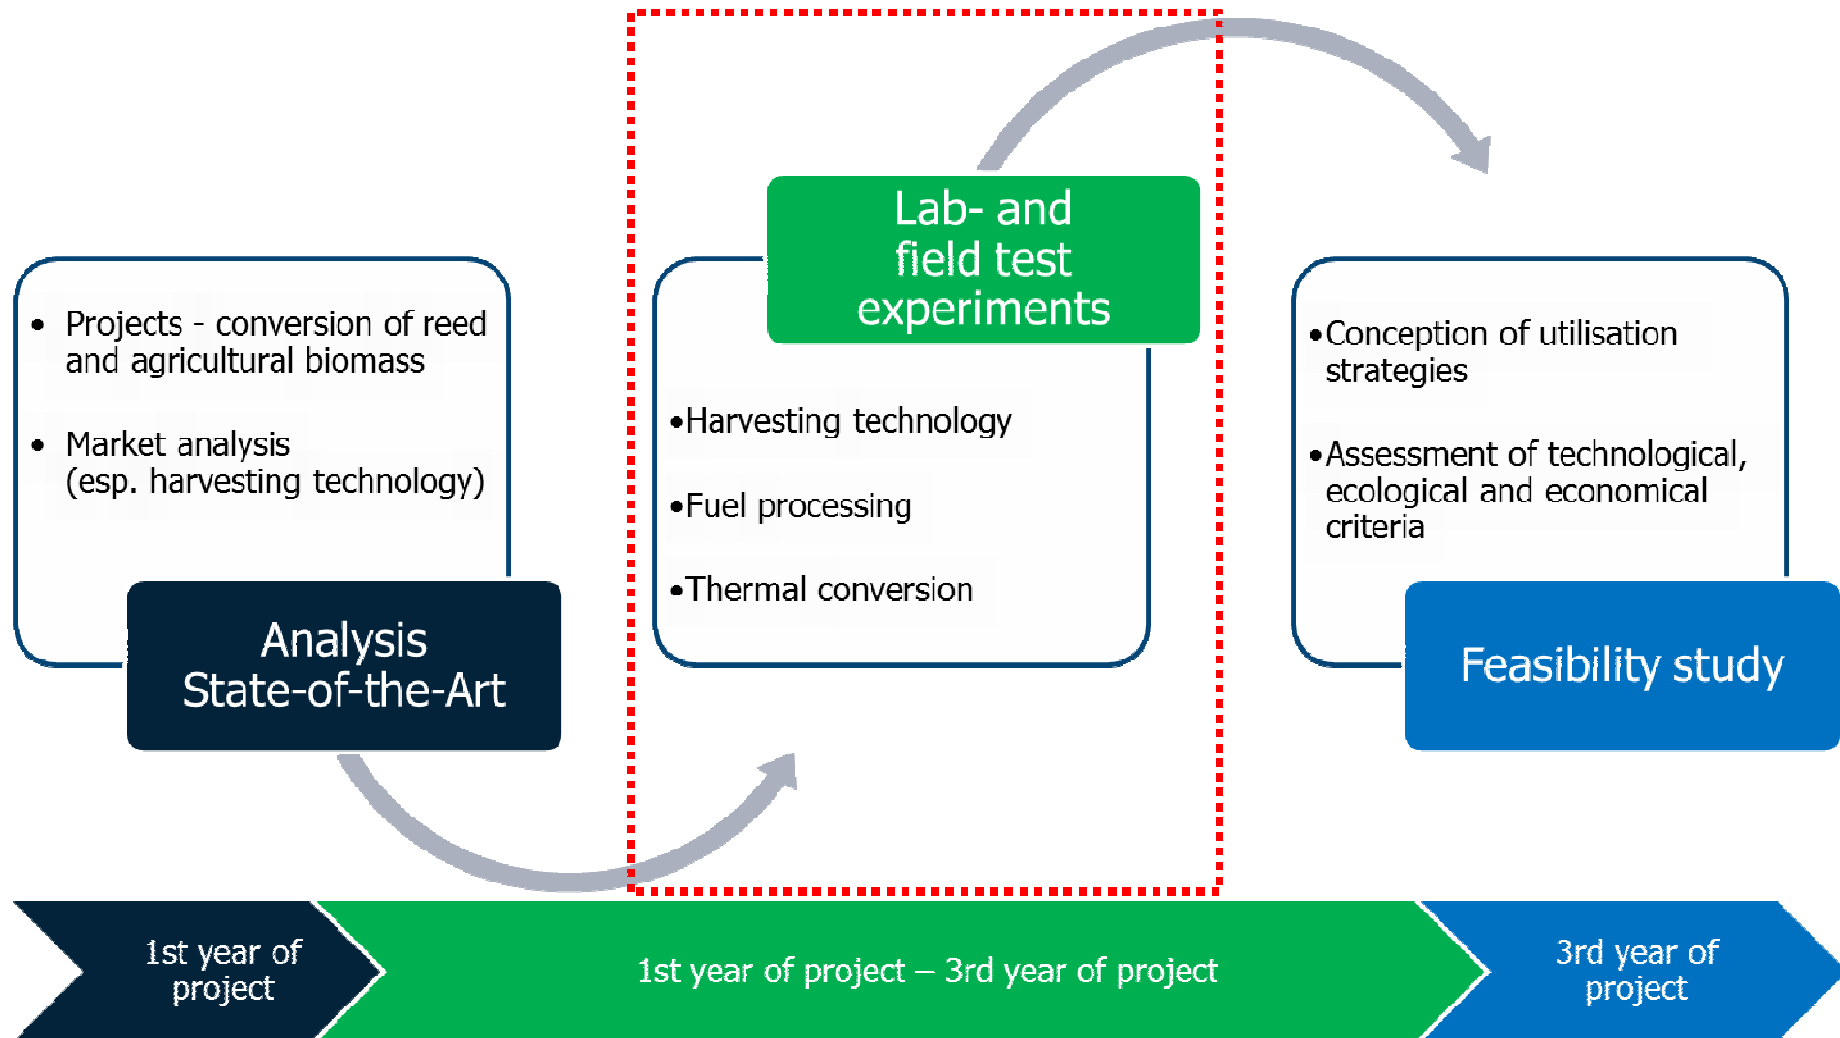 • Projects - conversion of reed
and agricultural biomass
• Market analysis
(esp. harvesting technology)
Analysis
State-of-the-Art
Lab- and
field test
experiments
•Harvesting technology
•Fuel processing
•Thermal conversion
•Conception of utilisation
strategies
•Assessment of technological,
ecological and economical
criteria
Feasibility study
1st year of
project
1st year of project – 3rd year of project
3rd year of
project